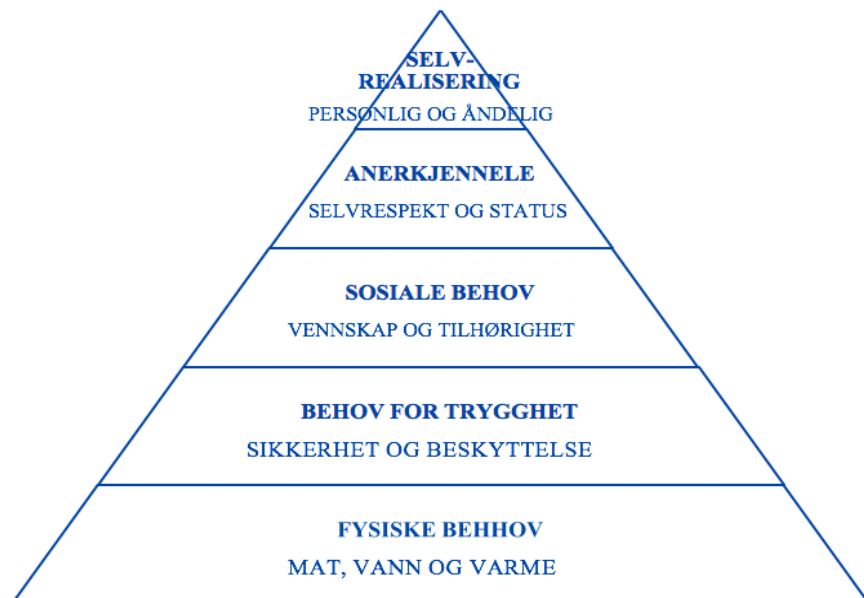 SELV-
REALISERING
PERSONLIG OG ÅNDELIG
ANERKJENNELE
SELVRESPEKT OG STATUS
SOSIALE BEHOV
VENNSKAP OG TILHØRIGHET
BEHOV FOR TRYGGHET
SIKKERHET OG BESKYTTELSE
FYSISKE BEHHOV
MAT, VANN OG VARME